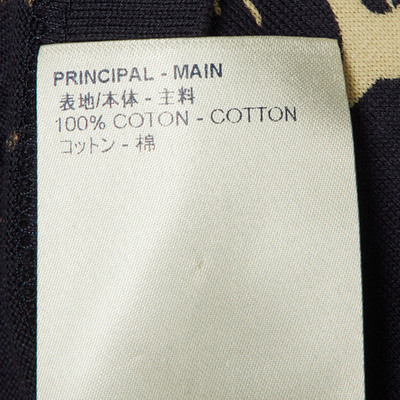 PRINCIPAL - MAIN
表地/本体 - 主料
100% COTON - COTTON
コットン - 棉